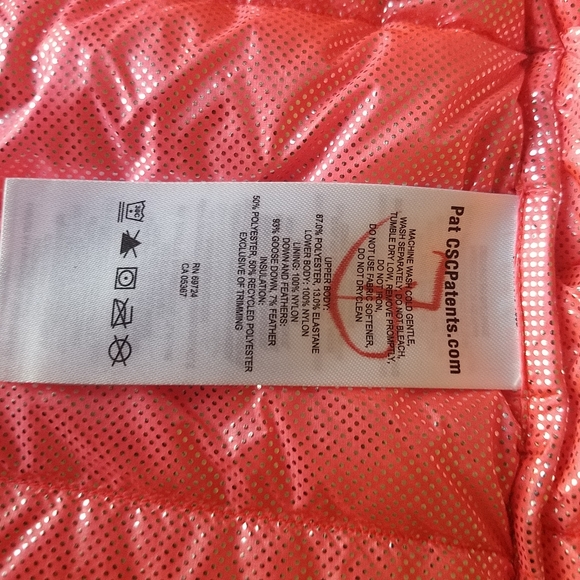 Pat CSCPatents.com
MACHINE WASH COLD GENTLE,
WASH SEPARATELY, DO NOT BLEACH,
TUMBLE DRY LOW, REMOVE PROMPTLY,
DO NOT IRON,
DO NOT USE FABRIC SOFTENER,
DO NOT DRYCLEAN
UPPER BODY:
87.0% POLYESTER, 13.0% ELASTANE
LOWER BODY: 100% NYLON
LINING: 100% NYLON
DOWN AND FEATHERS:
93% GOOSE DOWN, 7% FEATHER
INSULATION:
50% POLYESTER, 50% RECYCLED POLYESTER
EXCLUSIVE OF TRIMMING
RN 69724
CA 05367
30C